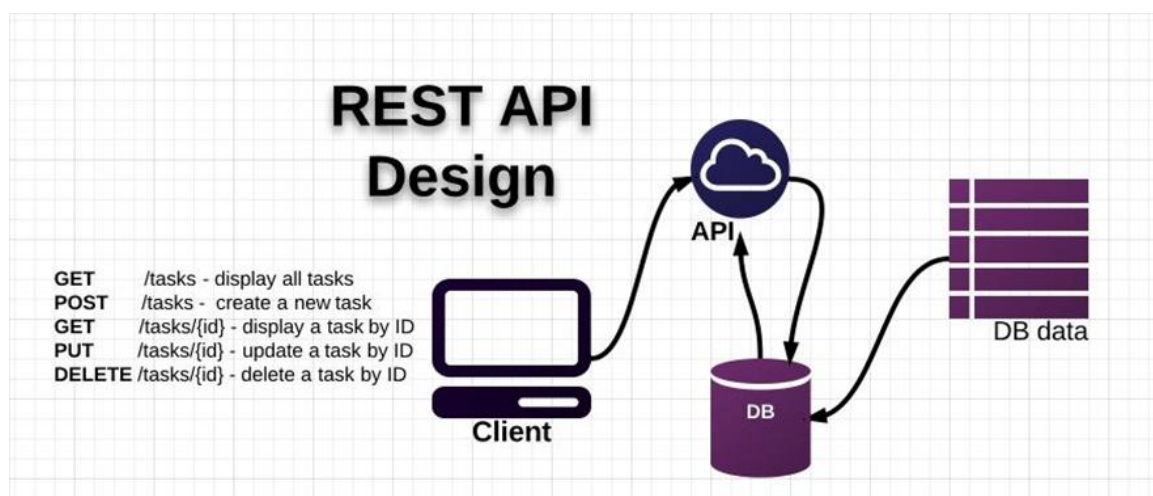 REST API
Design
API
GET /tasks - display all tasks
POST /tasks - create a new task
GET /tasks/{id} - display a task by ID
PUT /tasks/{id} - update a task by ID
DELETE /tasks/{id} - delete a task by ID
Client
DB
DB data